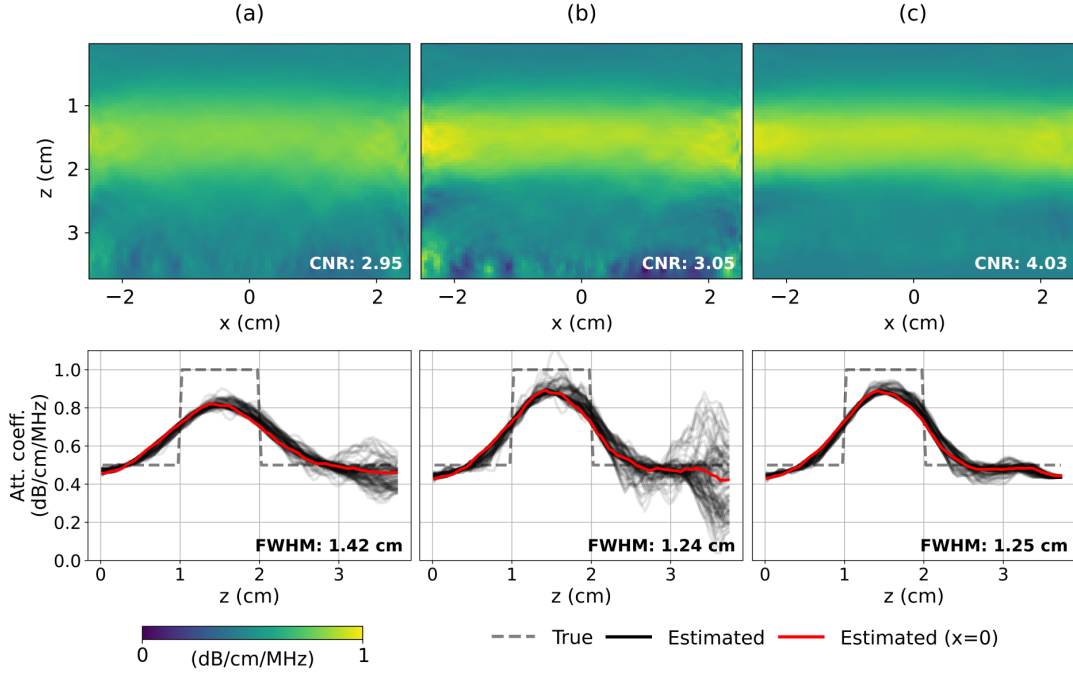 (a) (b) (c)
z (cm)
1
2
3
CNR: 2.95 CNR: 3.05 CNR: 4.03
−2 0 2 −2 0 2 −2 0 2
x (cm) x (cm) x (cm)
Att. coeff.
(dB/cm/MHz)
1.0
0.8
0.6
0.4
0.2
0.0
FWHM: 1.42 cm FWHM: 1.24 cm FWHM: 1.25 cm
0 1 2 3 0 1 2 3 0 1 2 3
z (cm) z (cm) z (cm)
0 (dB/cm/MHz) 1
True Estimated Estimated (x=0)